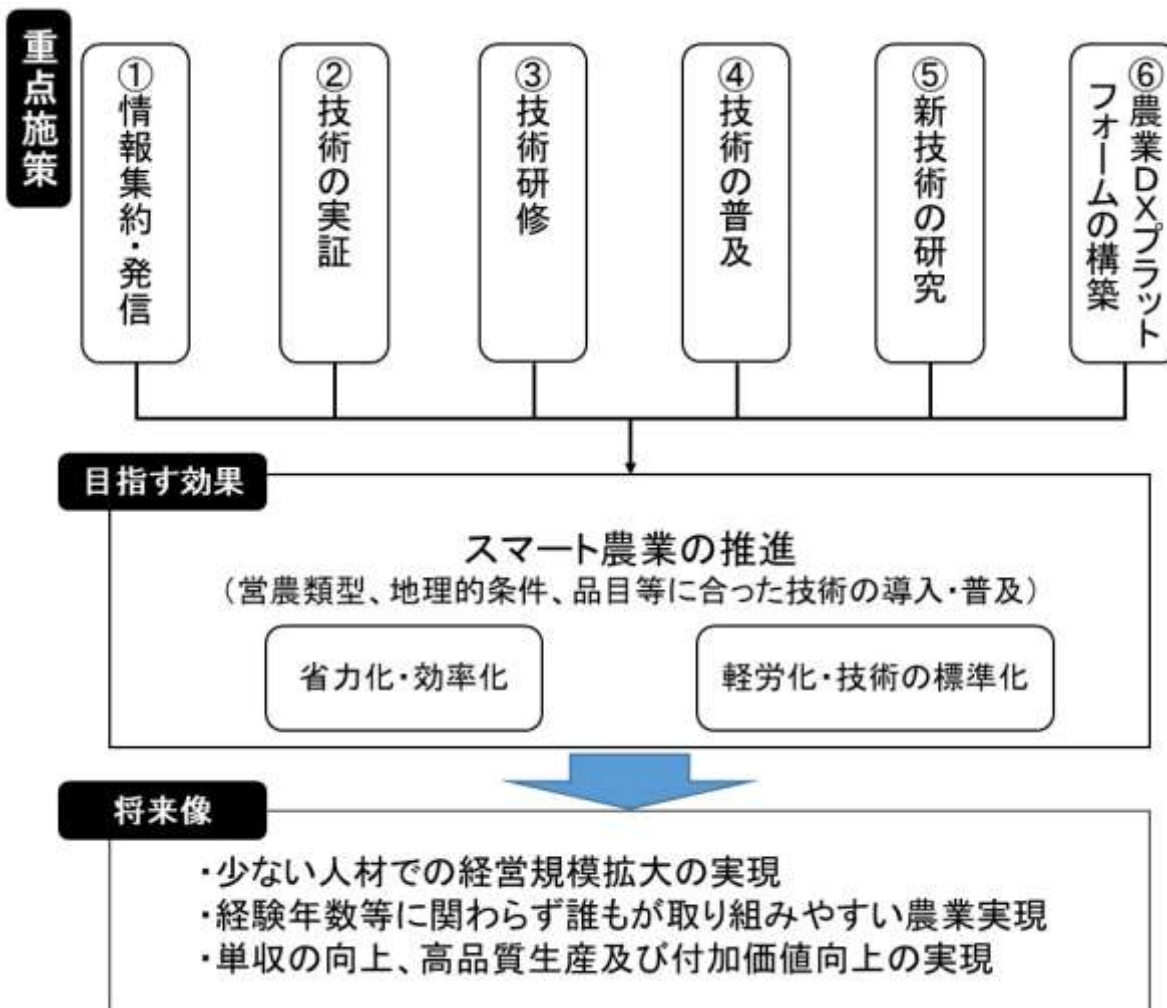 重点施策
①情報集約・発信
②技術の実証
③技術研修
④技術の普及
⑤新技術の研究
⑥農業DXプラット
フォームの構築
目指す効果
スマート農業の推進
（営農類型、地理的条件、品目等に合った技術の導入・普及）
省力化・効率化
軽労化・技術の標準化
将来像
・少ない人材での経営規模拡大の実現
・経験年数等に関わらず誰もが取り組みやすい農業実現
・単収の向上、高品質生産及び付加価値向上の実現